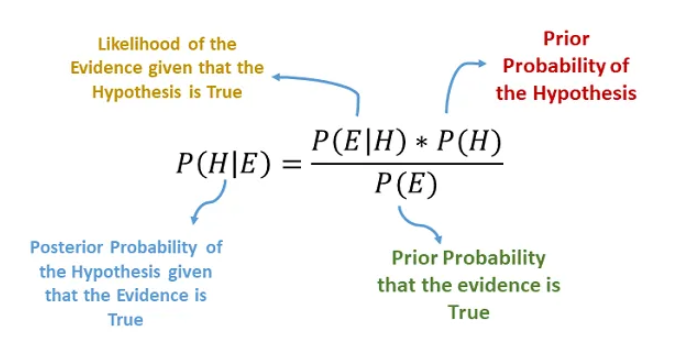 Likelihood of the
Evidence given that the
Hypothesis is True
Prior
Probability of
the Hypothesis
P(H|E) = P(E|H) * P(H)
P(E)
Posterior Probability of
the Hypothesis given
that the Evidence is
True
Prior Probability
that the evidence is
True